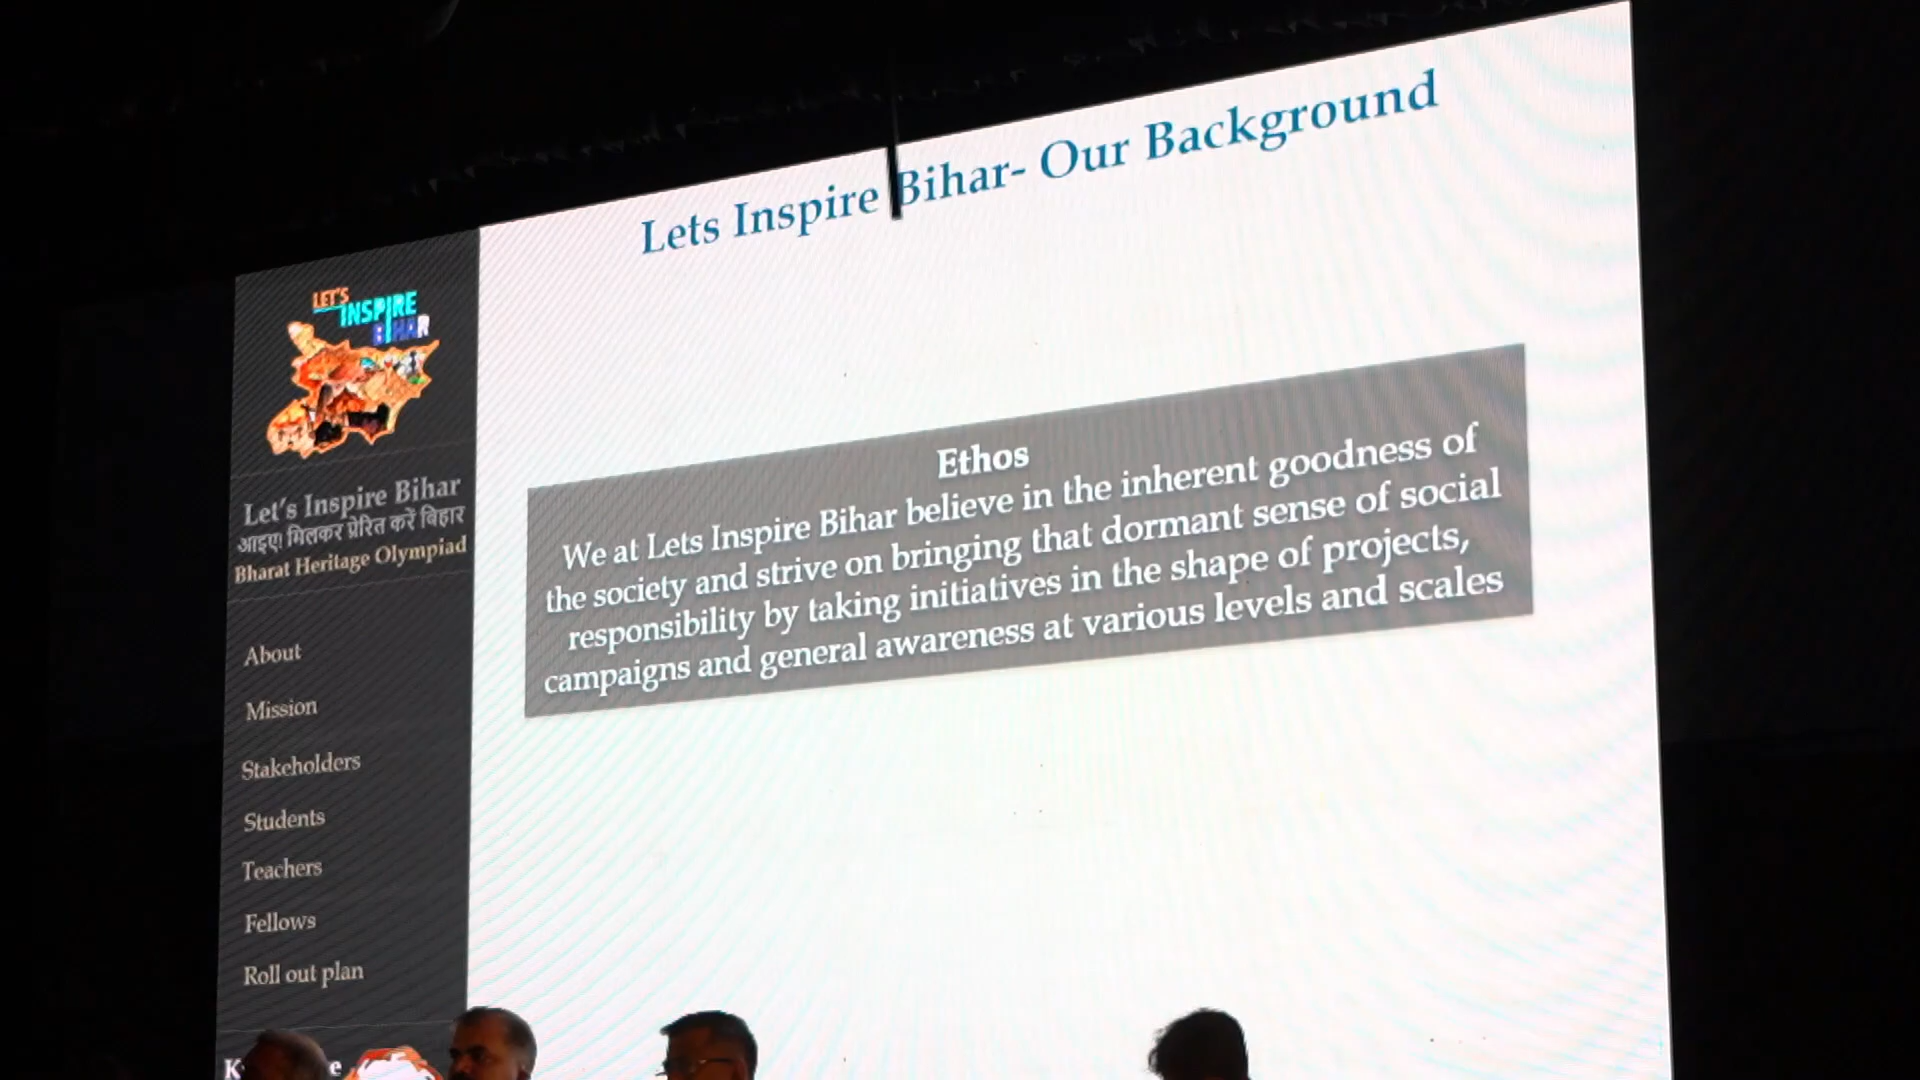 Lets Inspire Bihar- Our Background
LET'S
INSPIRE
BIHAR
Let's Inspire Bihar
आइए! मिलकर प्रेरित करें बिहार
Bharat Heritage Olympiad
About
Mission
Stakeholders
Students
Teachers
Fellows
Roll out plan
Ethos
We at Lets Inspire Bihar believe in the inherent goodness of
the society and strive on bringing that dormant sense of social
responsibility by taking initiatives in the shape of projects,
campaigns and general awareness at various levels and scales